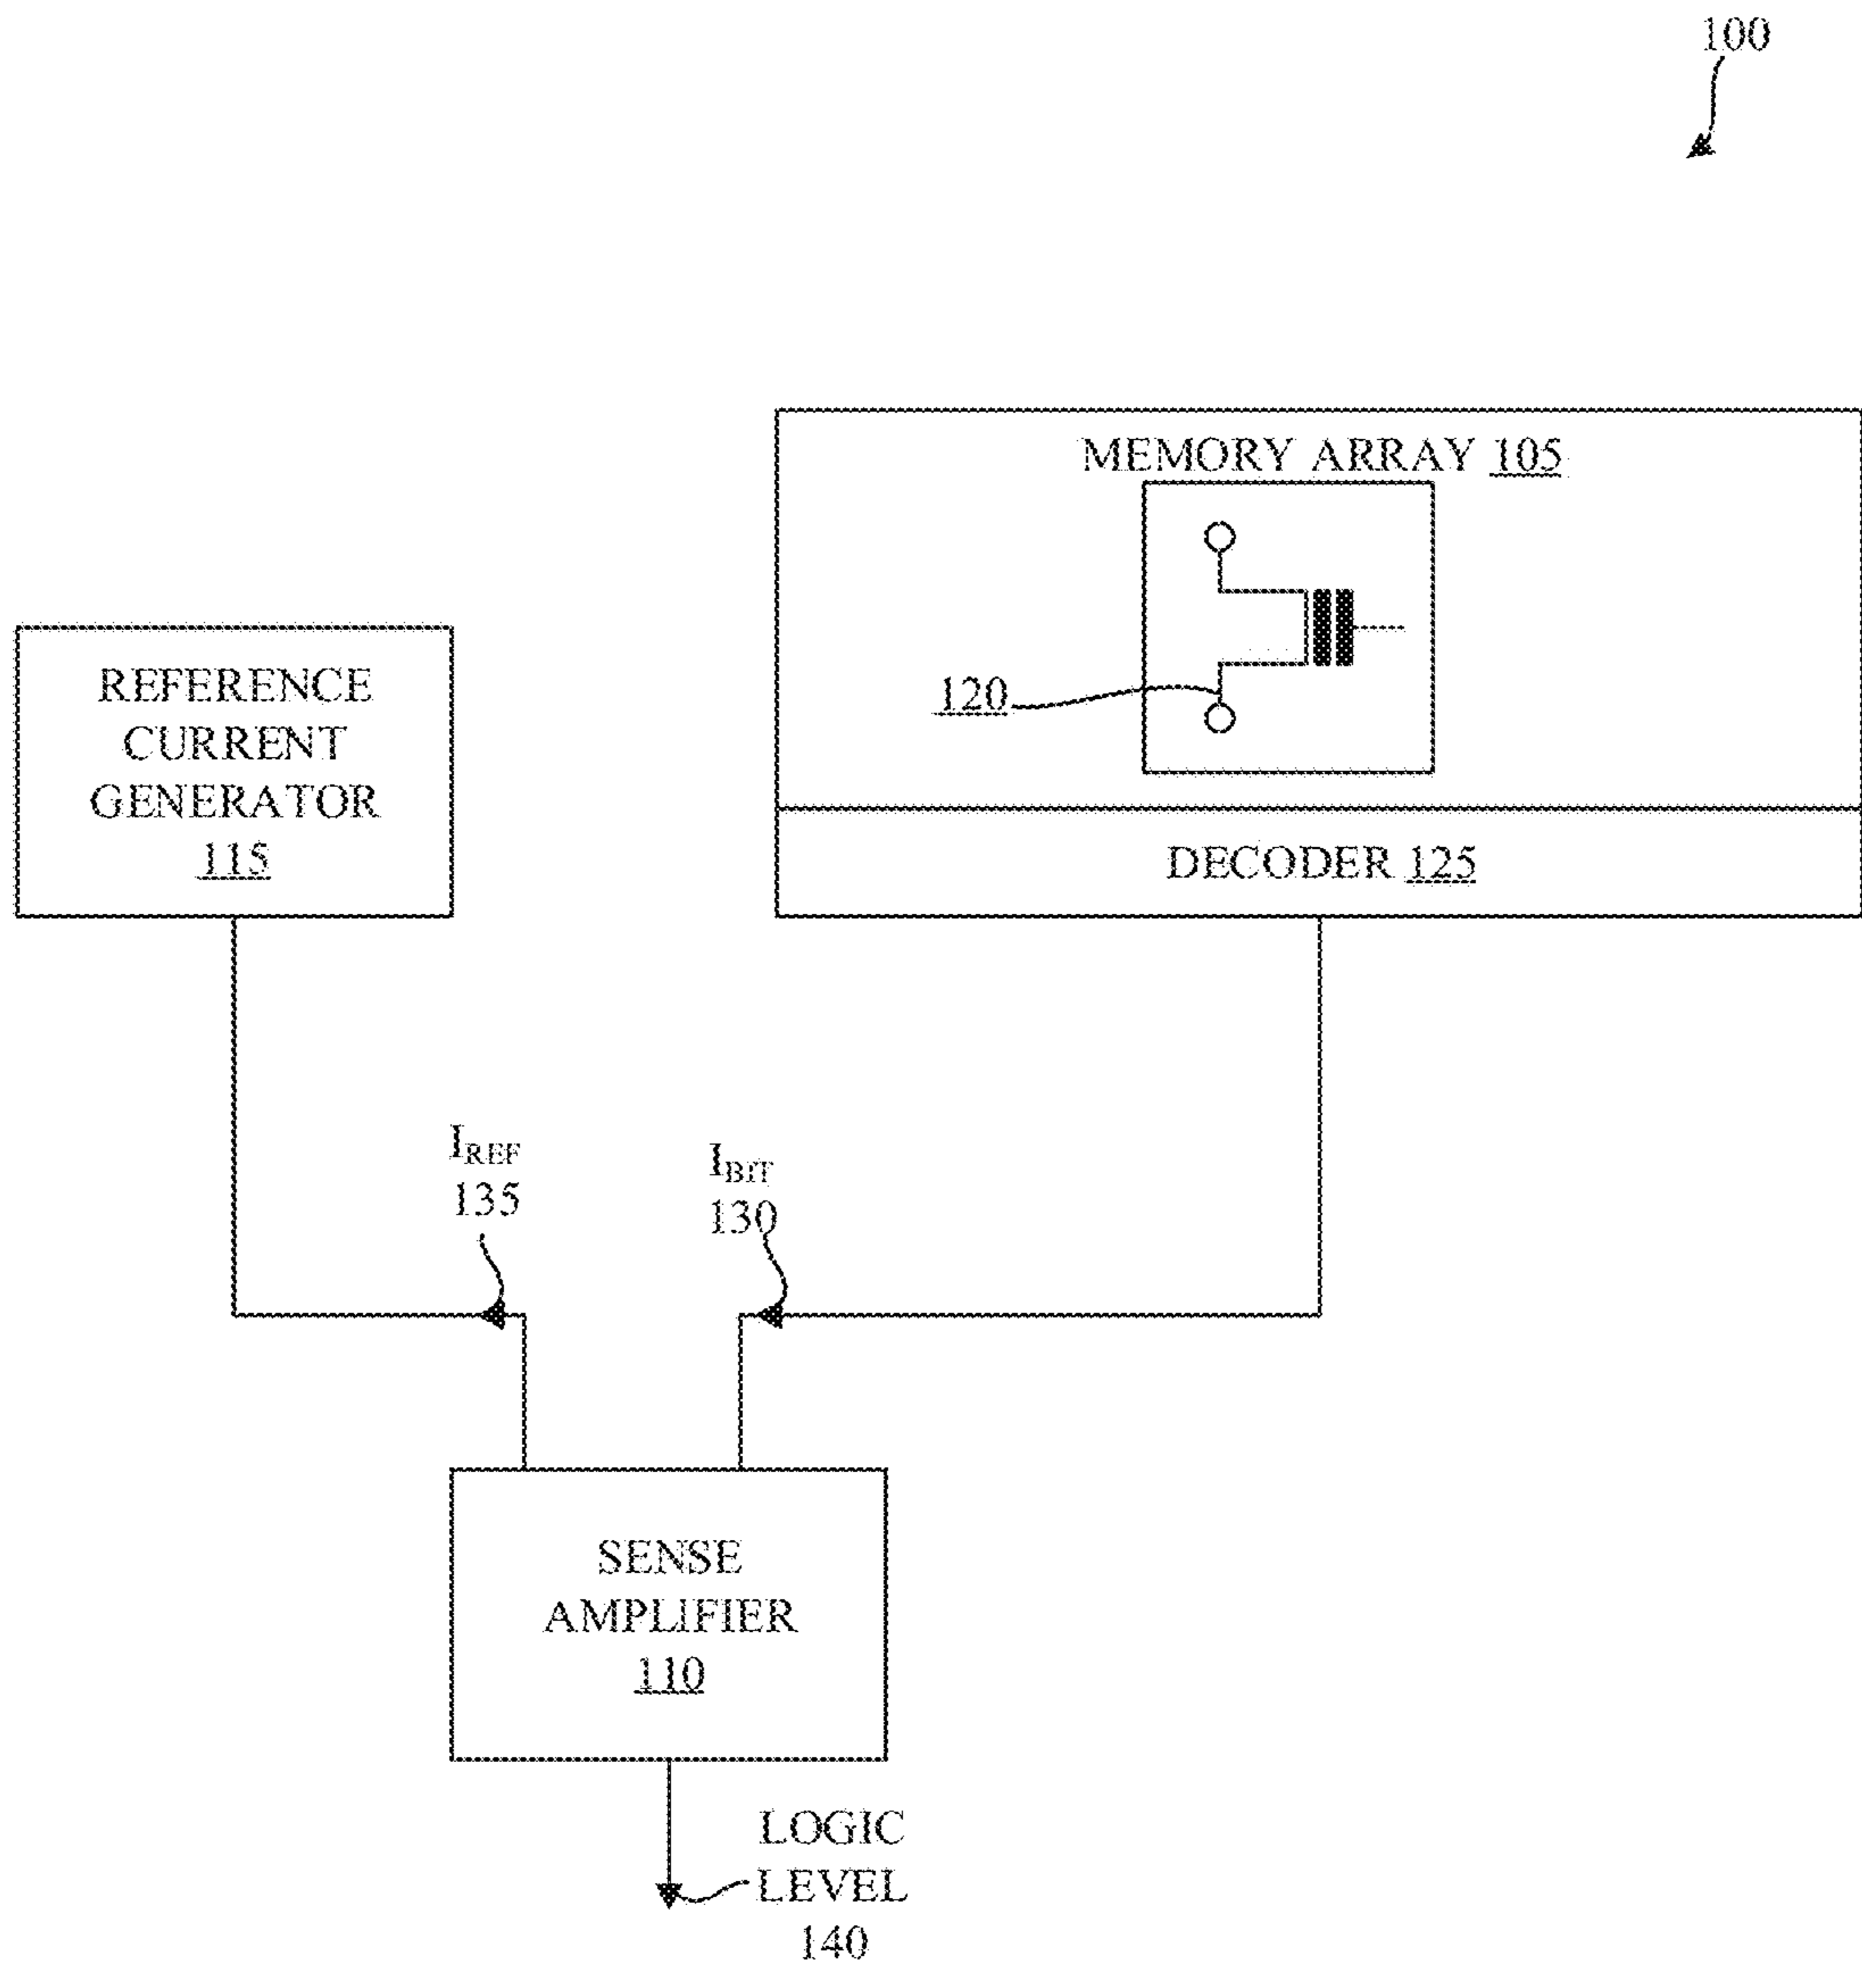 100
MEMORY ARRAY 105
120
REFERENCE
CURRENT
GENERATOR
115
DECODER 125
IREF
135
IBIT
130
SENSE
AMPLIFIER
110
LOGIC
LEVEL
140